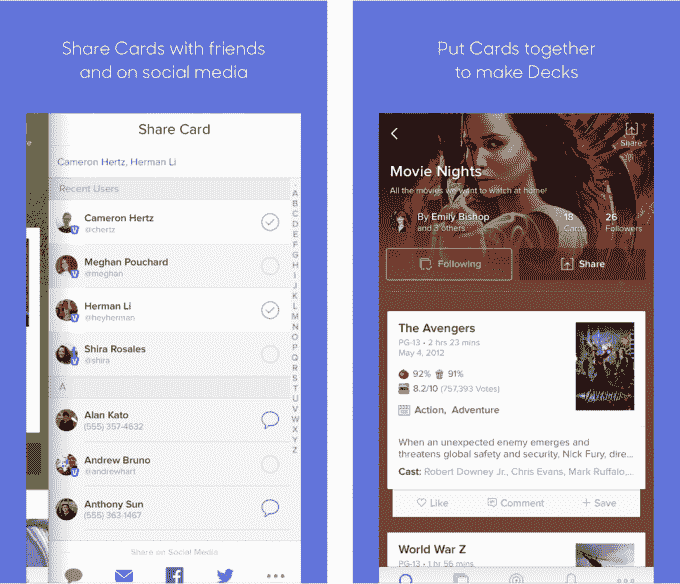 Share Cards with friends
and on social media
Share Card
Cameron Hertz, Herman Li
Recent Users
Cameron Hertz
@chertz
Meghan Pouchard
@meghan
Herman Li
@heyherman
Shira Rosales
@shira
A
Alan Kato
(555) 357-4632
Andrew Bruno
@andrewhart
Anthony Sun
(555) 363-1467
Share on Social Media
A
B
C
D
E
F
G
H
I
J
K
L
M
N
O
P
Q
R
S
T
U
V
W
X
Y
Z
Put Cards together
to make Decks
Share
Movie Nights
All the movies we want to watch at home!
By Emily Bishop
and 3 others
18
Cards
26
Followers
Following
Share
The Avengers
PG-13 • 2 hrs 23 mins
May 4, 2012
92% 91%
8.2/10 (757,393 Votes)
Action, Adventure
When an unexpected enemy emerges and
threatens global safety and security, Nick Fury, dire...
Cast: Robert Downey Jr., Chris Evans, Mark Ruffalo,...
Like
Comment
+ Save
World War Z
PG-13 • 1 hr 56 mins